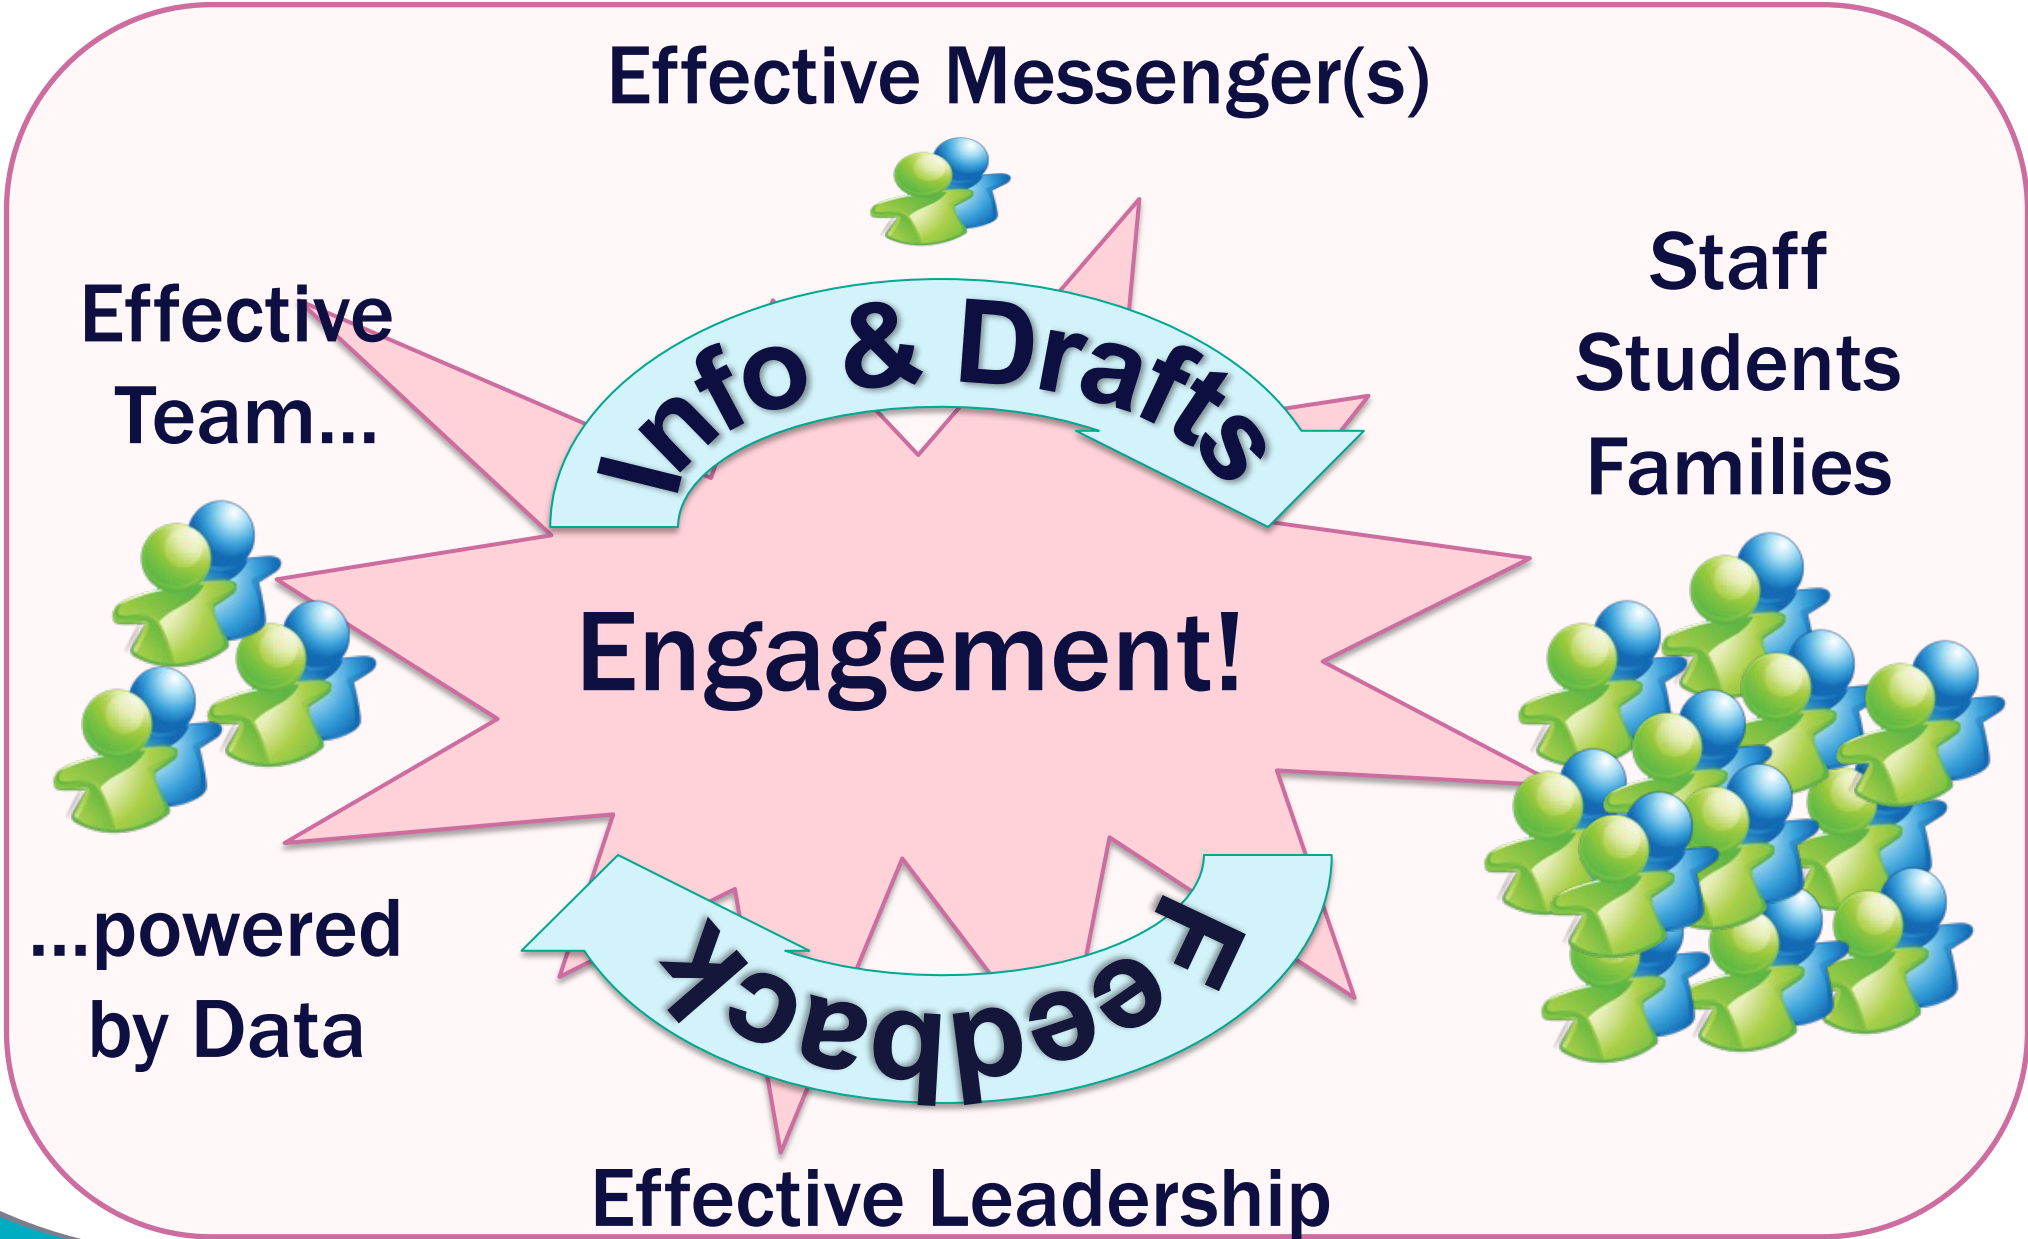 Effective Messenger(s)
Effective
Team...
Info & Drafts
Staff
Students
Families
Engagement!
...powered
by Data
Feedback
Effective Leadership